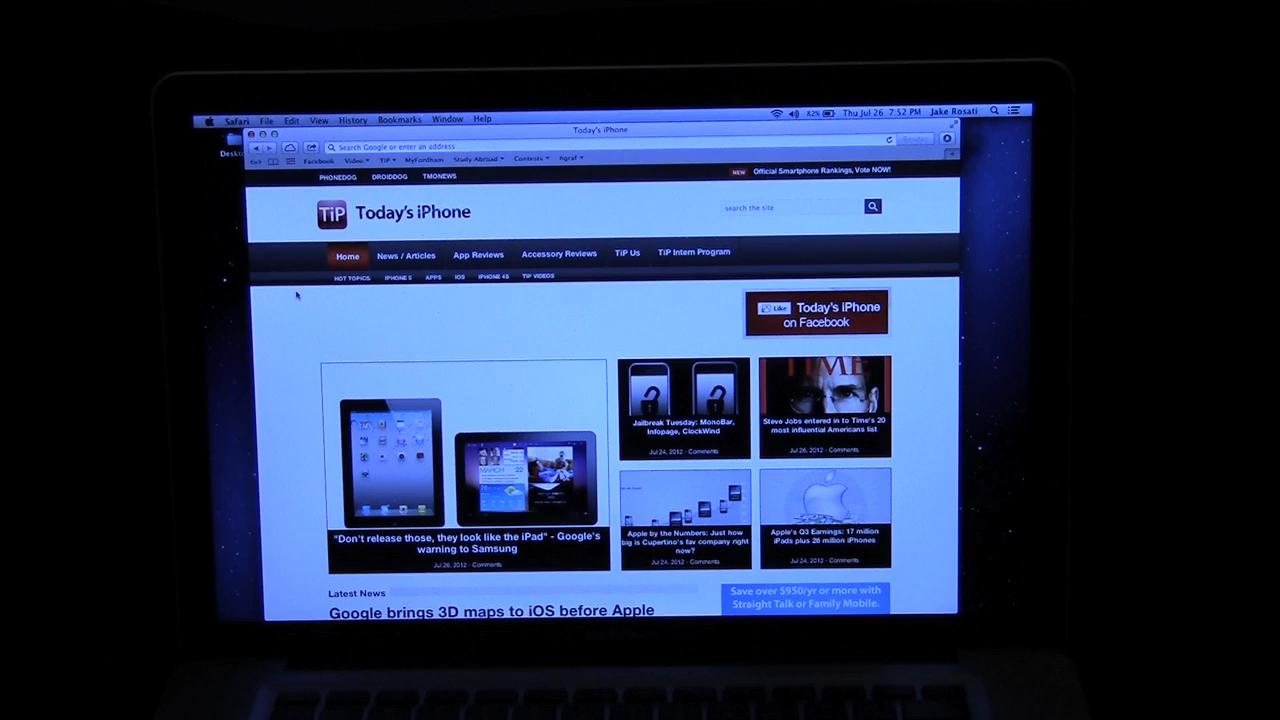 Safari File Edit View History Bookmarks Window Help
82% Thu Jul 26 7:52 PM Jake Rosati
Today's iPhone
Search Google or enter an address
Facebook Video TiP MyFordham Study Abroad Contests
PHONEDOG DROIDDOG TMONEWS
NEW Official Smartphone Rankings, Vote NOW!
TiP Today's iPhone
search the site
Home News / Articles App Reviews Accessory Reviews TiP Us TiP Intern Program
HOT TOPICS: IPHONE 5 APPS IOS IPHONE 4S TIP VIDEOS
Like Today's iPhone
on Facebook
"Don't release those, they look like the iPad" - Google's
warning to Samsung
Jul 26, 2012 · Comments
Jailbreak Tuesday: MonoBar,
Infopage, ClockWind
Jul 24, 2012 · Comments
TIME
Steve Jobs entered in to Time's 20
most influential Americans list
Jul 26, 2012 · Comments
Apple by the Numbers: Just how
big is Cupertino's fav company right
now?
Jul 24, 2012 · Comments
Apple's Q3 Earnings: 17 million
iPads plus 26 million iPhones
Jul 24, 2012 · Comments
Latest News
Google brings 3D maps to iOS before Apple
Save over $950/yr or more with
Straight Talk or Family Mobile.